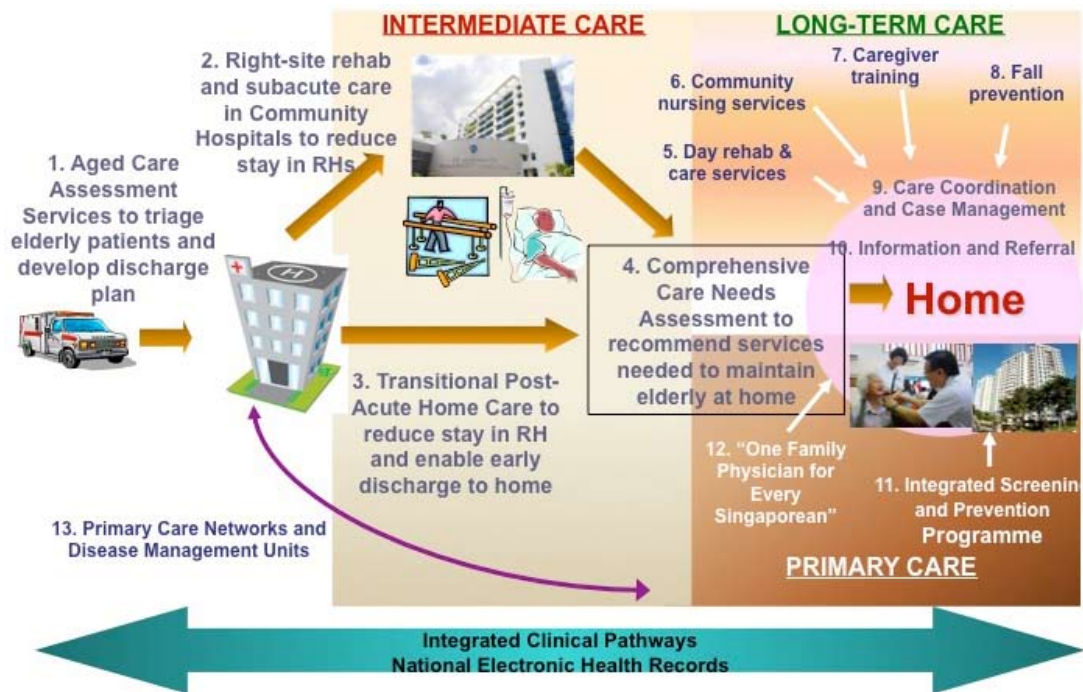 INTERMEDIATE CARE
LONG-TERM CARE
1. Aged Care
Assessment
Services to triage
elderly patients and
develop discharge
plan
2. Right-site rehab
and subacute care
in Community
Hospitals to reduce
stay in RHs
H
3. Transitional Post-
Acute Home Care to
reduce stay in RH
and enable early
discharge to home
4. Comprehensive
Care Needs
Assessment to
recommend services
needed to maintain
elderly at home
5. Day rehab &
care services
6. Community
nursing services
7. Caregiver
training
8. Fall
prevention
9. Care Coordination
and Case Management
10. Information and Referral
Home
11. Integrated Screening
and Prevention
Programme
12. “One Family
Physician for
Every
Singaporean”
PRIMARY CARE
13. Primary Care Networks and
Disease Management Units
Integrated Clinical Pathways
National Electronic Health Records